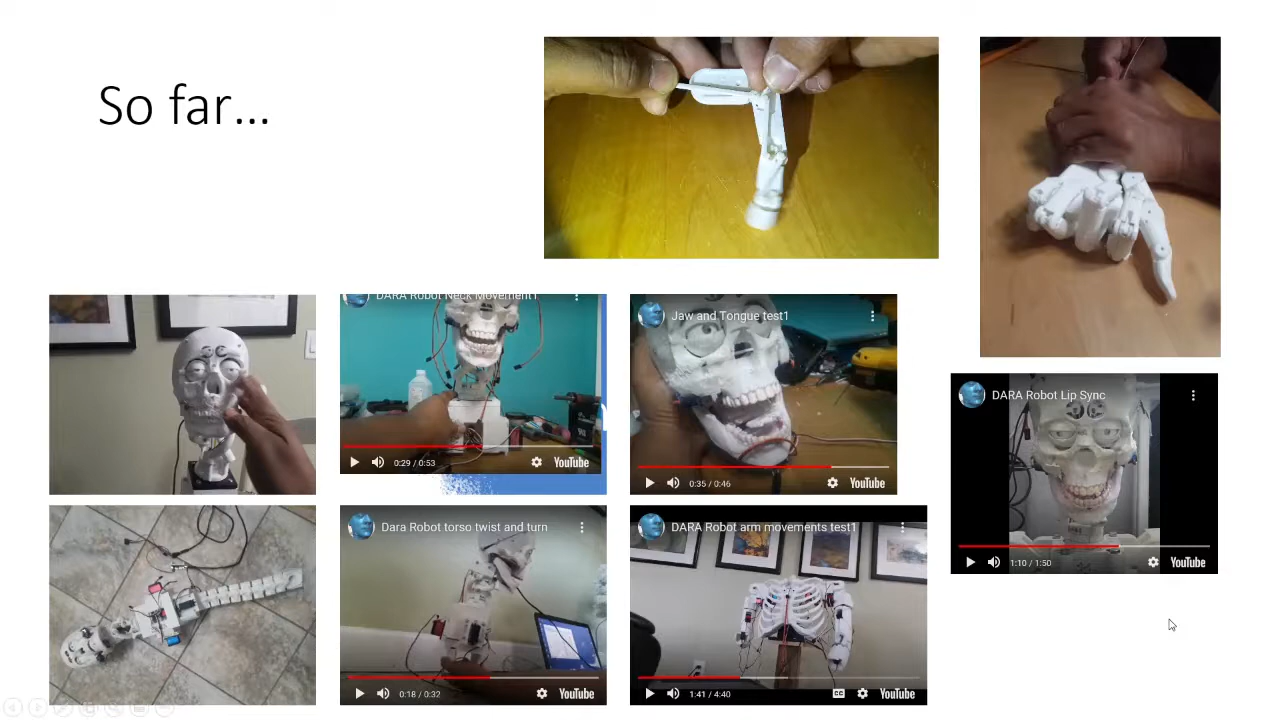 So far…
DARA Robot Neck Movement1
0:29 / 0:53
YouTube
Jaw and Tongue test1
0:35 / 0:46
YouTube
DARA Robot Lip Sync
1:10 / 1:50
YouTube
Dara Robot torso twist and turn
0:18 / 0:32
YouTube
DARA Robot arm movements test1
1:41 / 4:40
CC
YouTube